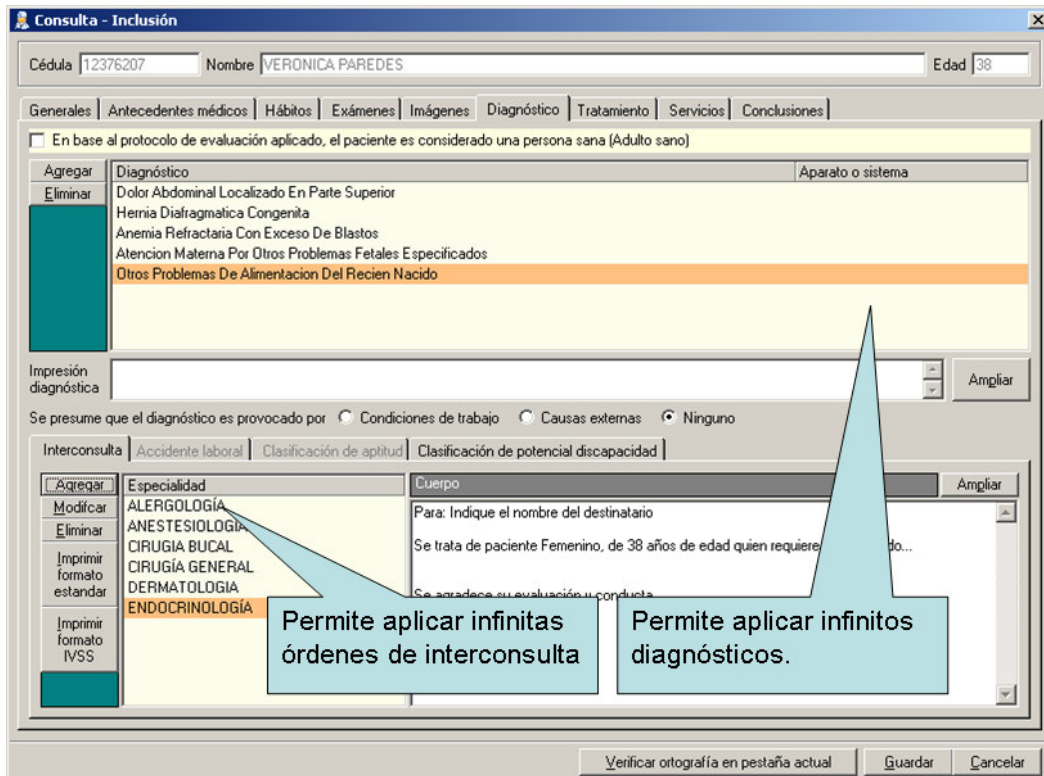 Consulta - Inclusión
Cédula 12376207 Nombre VERONICA PAREDES Edad 38
Generales Antecedentes médicos Hábitos Exámenes Imágenes Diagnóstico Tratamiento Servicios Conclusiones
En base al protocolo de evaluación aplicado, el paciente es considerado una persona sana (Adulto sano)
Agregar Diagnóstico Aparato o sistema
Eliminar Dolor Abdominal Localizado En Parte Superior
Hernia Diafragmatica Congenita
Anemia Refractaria Con Exceso De Blastos
Atencion Materna Por Otros Problemas Fetales Especificados
Otros Problemas De Alimentacion Del Recien Nacido
Impresión
diagnóstica
Ampliar
Se presume que el diagnóstico es provocado por Condiciones de trabajo Causas externas Ninguno
Interconsulta Accidente laboral Clasificación de aptitud Clasificación de potencial discapacidad
Agregar Especialidad Cuerpo Ampliar
Modifcar ALERGOLOGÍA Para: Indique el nombre del destinatario
Eliminar ANESTESIOLOGIA
CIRUGIA BUCAL Se trata de paciente Femenino, de 38 años de edad quien requiere
Imprimir
formato
estandar
CIRUGÍA GENERAL
DERMATOLOGIA Se agradece su evaluación y conducta
ENDOCRINOLOGÍA
Imprimir
formato
IVSS
Permite aplicar infinitas
órdenes de interconsulta
Permite aplicar infinitos
diagnósticos.
Verificar ortografía en pestaña actual Guardar Cancelar